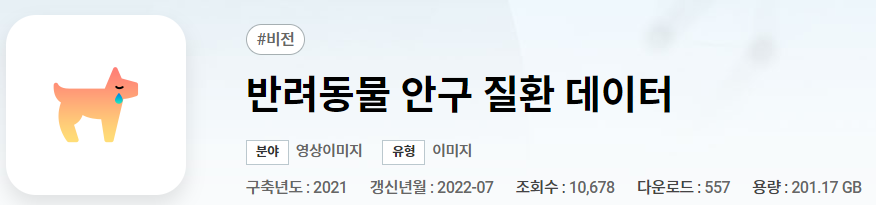 #비전
반려동물 안구 질환 데이터
분야 영상이미지 유형 이미지
구축년도 : 2021 갱신년월 : 2022-07 조회수 : 10,678 다운로드 : 557 용량 : 201.17 GB